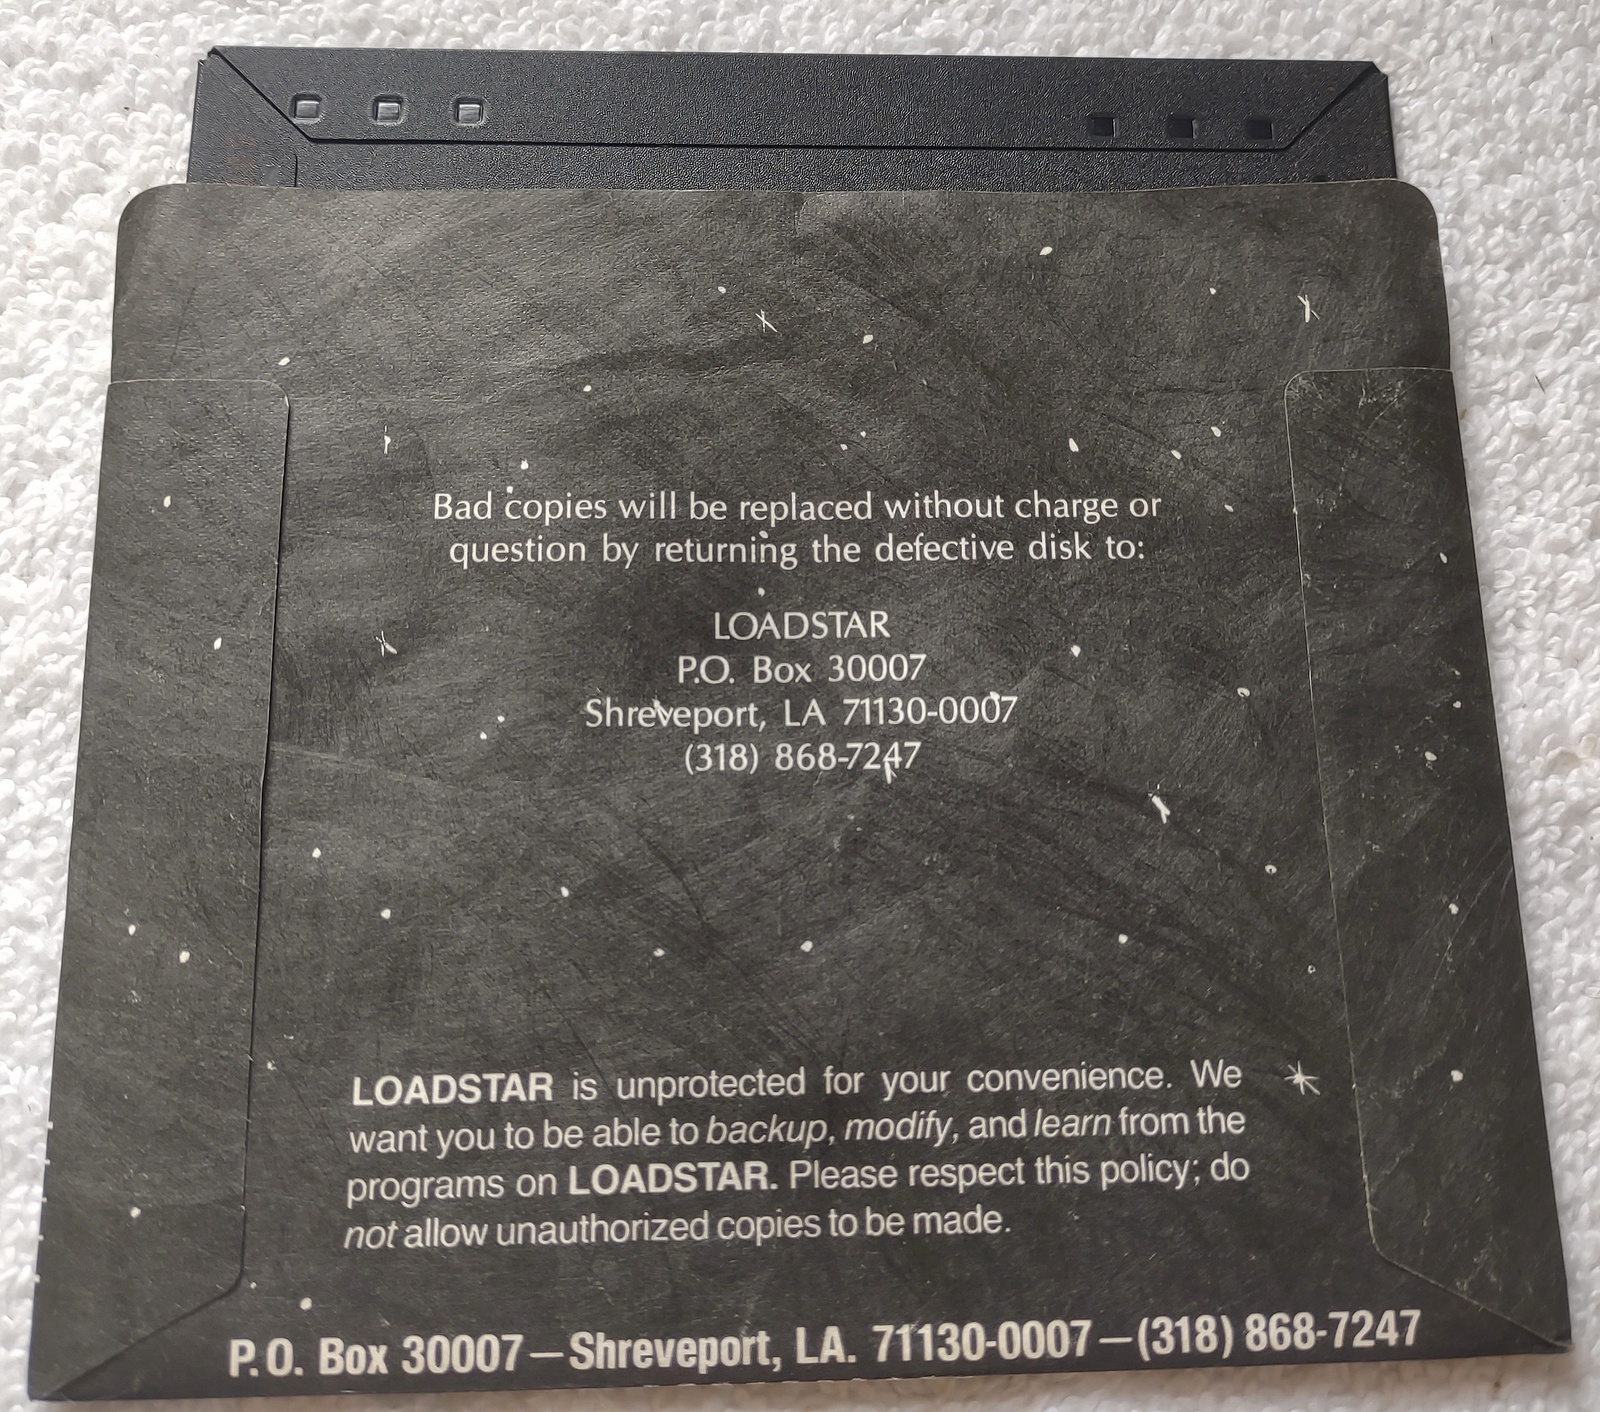 Bad copies will be replaced without charge or
question by returning the defective disk to:
LOADSTAR
P.O. Box 30007
Shreveport, LA 71130-0007
(318) 868-7247
LOADSTAR is unprotected for your convenience. We
want you to be able to backup, modify, and learn from the
programs on LOADSTAR. Please respect this policy; do
not allow unauthorized copies to be made.
P.O. Box 30007—Shreveport, LA. 71130-0007—(318) 868-7247